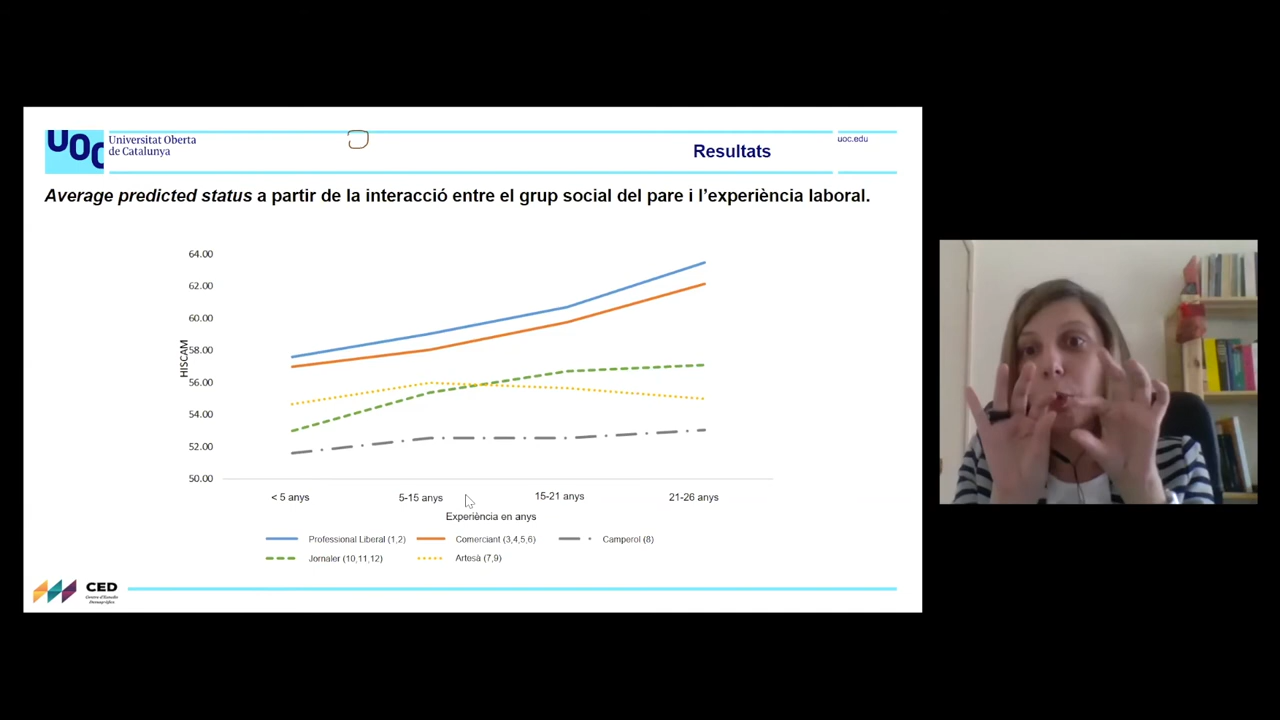 UOC
Universitat Oberta
de Catalunya
Resultats
uoc.edu
Average predicted status a partir de la interacció entre el grup social del pare i l'experiència laboral.
64.00
62.00
60.00
58.00
56.00
54.00
52.00
50.00
HISCAM
< 5 anys
5-15 anys
15-21 anys
21-26 anys
Experiència en anys
Professional Liberal (1,2)
Comerciant (3,4,5,6)
Camperol (8)
Jornaler (10,11,12)
Artesà (7,9)
CED